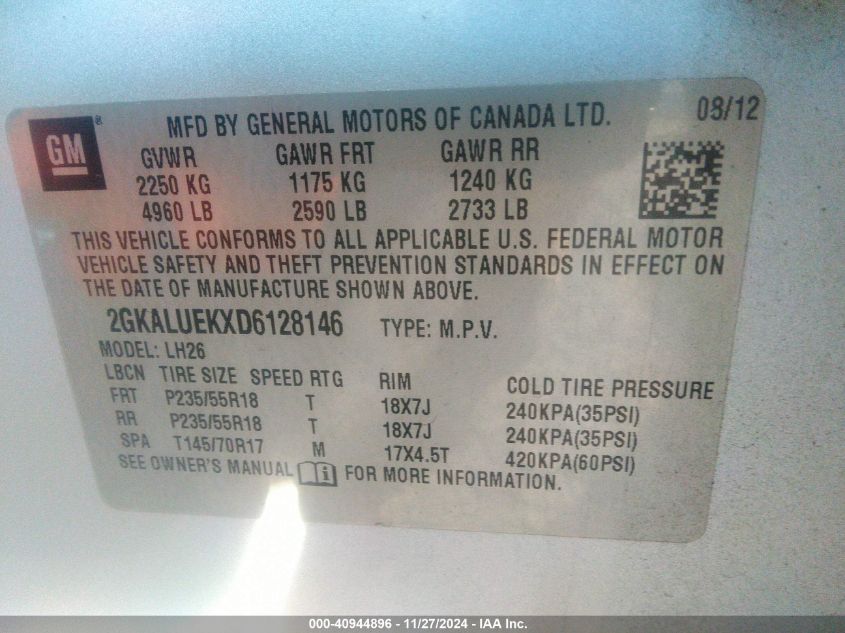 GM ®
MFD BY GENERAL MOTORS OF CANADA LTD. 08/12
GVWR GAWR FRT GAWR RR
2250 KG 1175 KG 1240 KG
4960 LB 2590 LB 2733 LB
THIS VEHICLE CONFORMS TO ALL APPLICABLE U.S. FEDERAL MOTOR
VEHICLE SAFETY AND THEFT PREVENTION STANDARDS IN EFFECT ON
THE DATE OF MANUFACTURE SHOWN ABOVE.
2GKALUEKXD6128146 TYPE: M.P.V.
MODEL: LH26
LBCN TIRE SIZE SPEED RTG RIM COLD TIRE PRESSURE
FRT P235/55R18 T 18X7J 240KPA(35PSI)
RR P235/55R18 T 18X7J 240KPA(35PSI)
SPA T145/70R17 M 17X4.5T 420KPA(60PSI)
SEE OWNER'S MANUAL i FOR MORE INFORMATION.
000-40944896 - 11/27/2024 - IAA Inc.